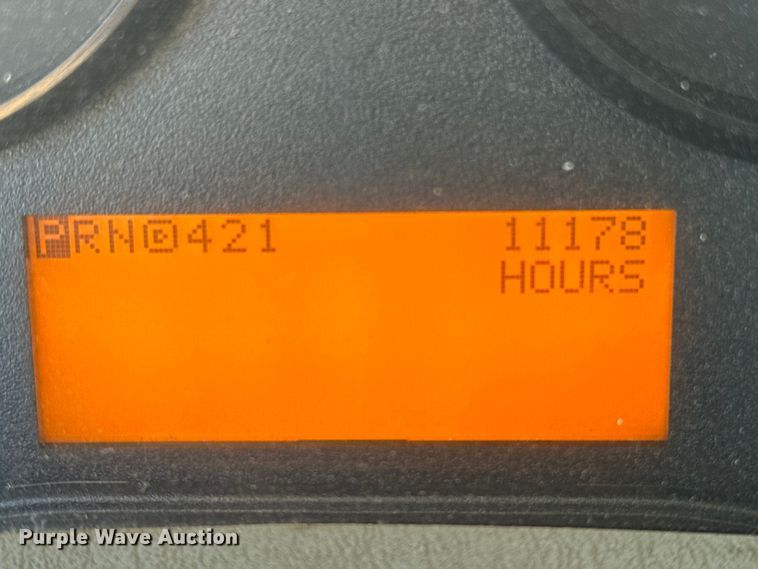 PRND421 11178
HOURS
Purple Wave Auction